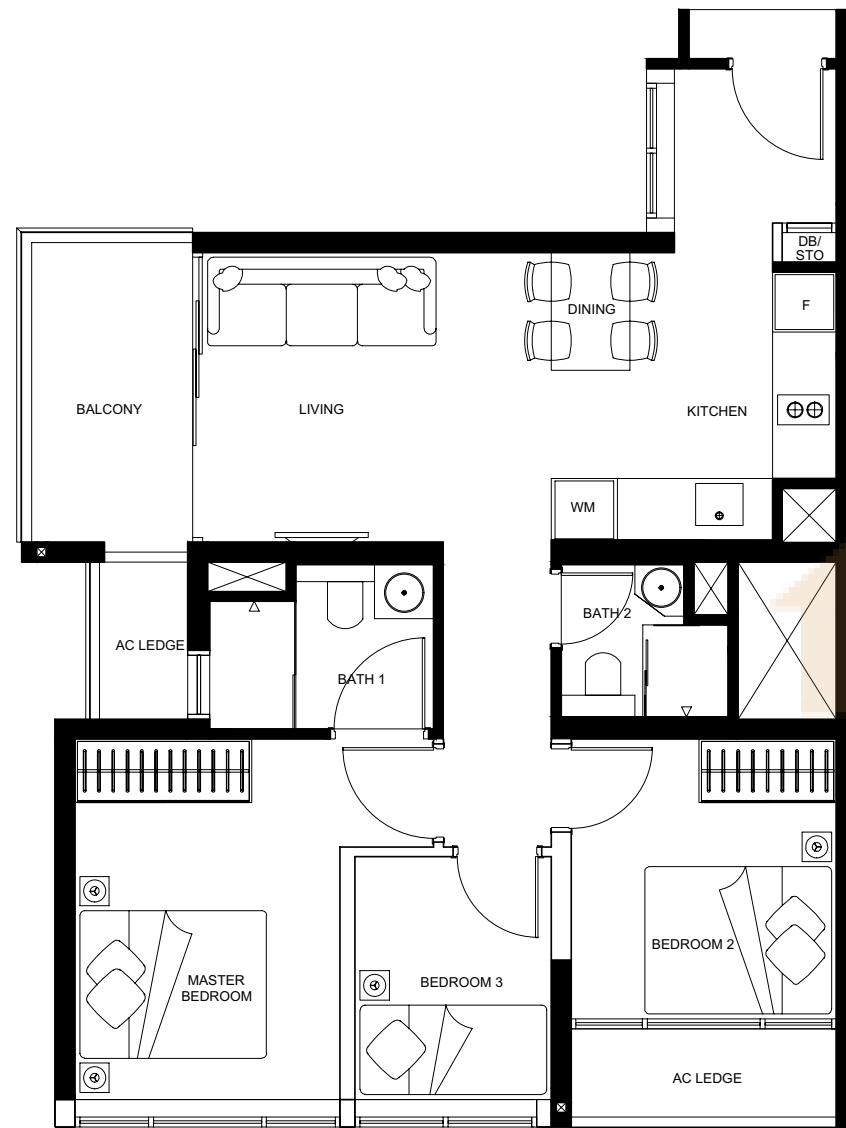 DB/
STO
F
DINING
BALCONY
LIVING
KITCHEN
WM
BATH 2
AC LEDGE
BATH 1
BEDROOM 2
MASTER
BEDROOM
BEDROOM 3
AC LEDGE